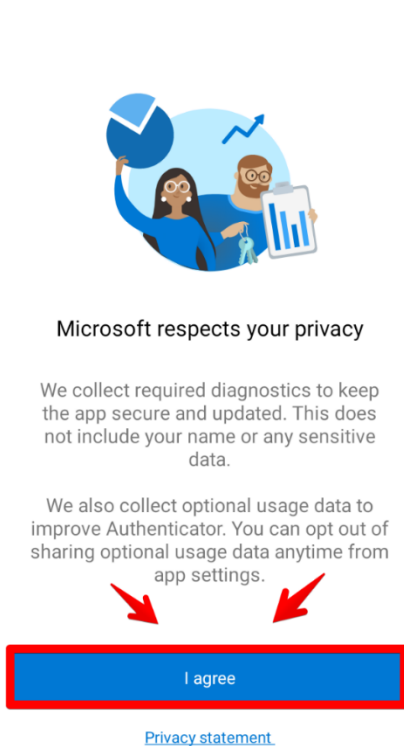 Microsoft respects your privacy
We collect required diagnostics to keep
the app secure and updated. This does
not include your name or any sensitive
data.
We also collect optional usage data to
improve Authenticator. You can opt out of
sharing optional usage data anytime from
app settings.
I agree
Privacy statement